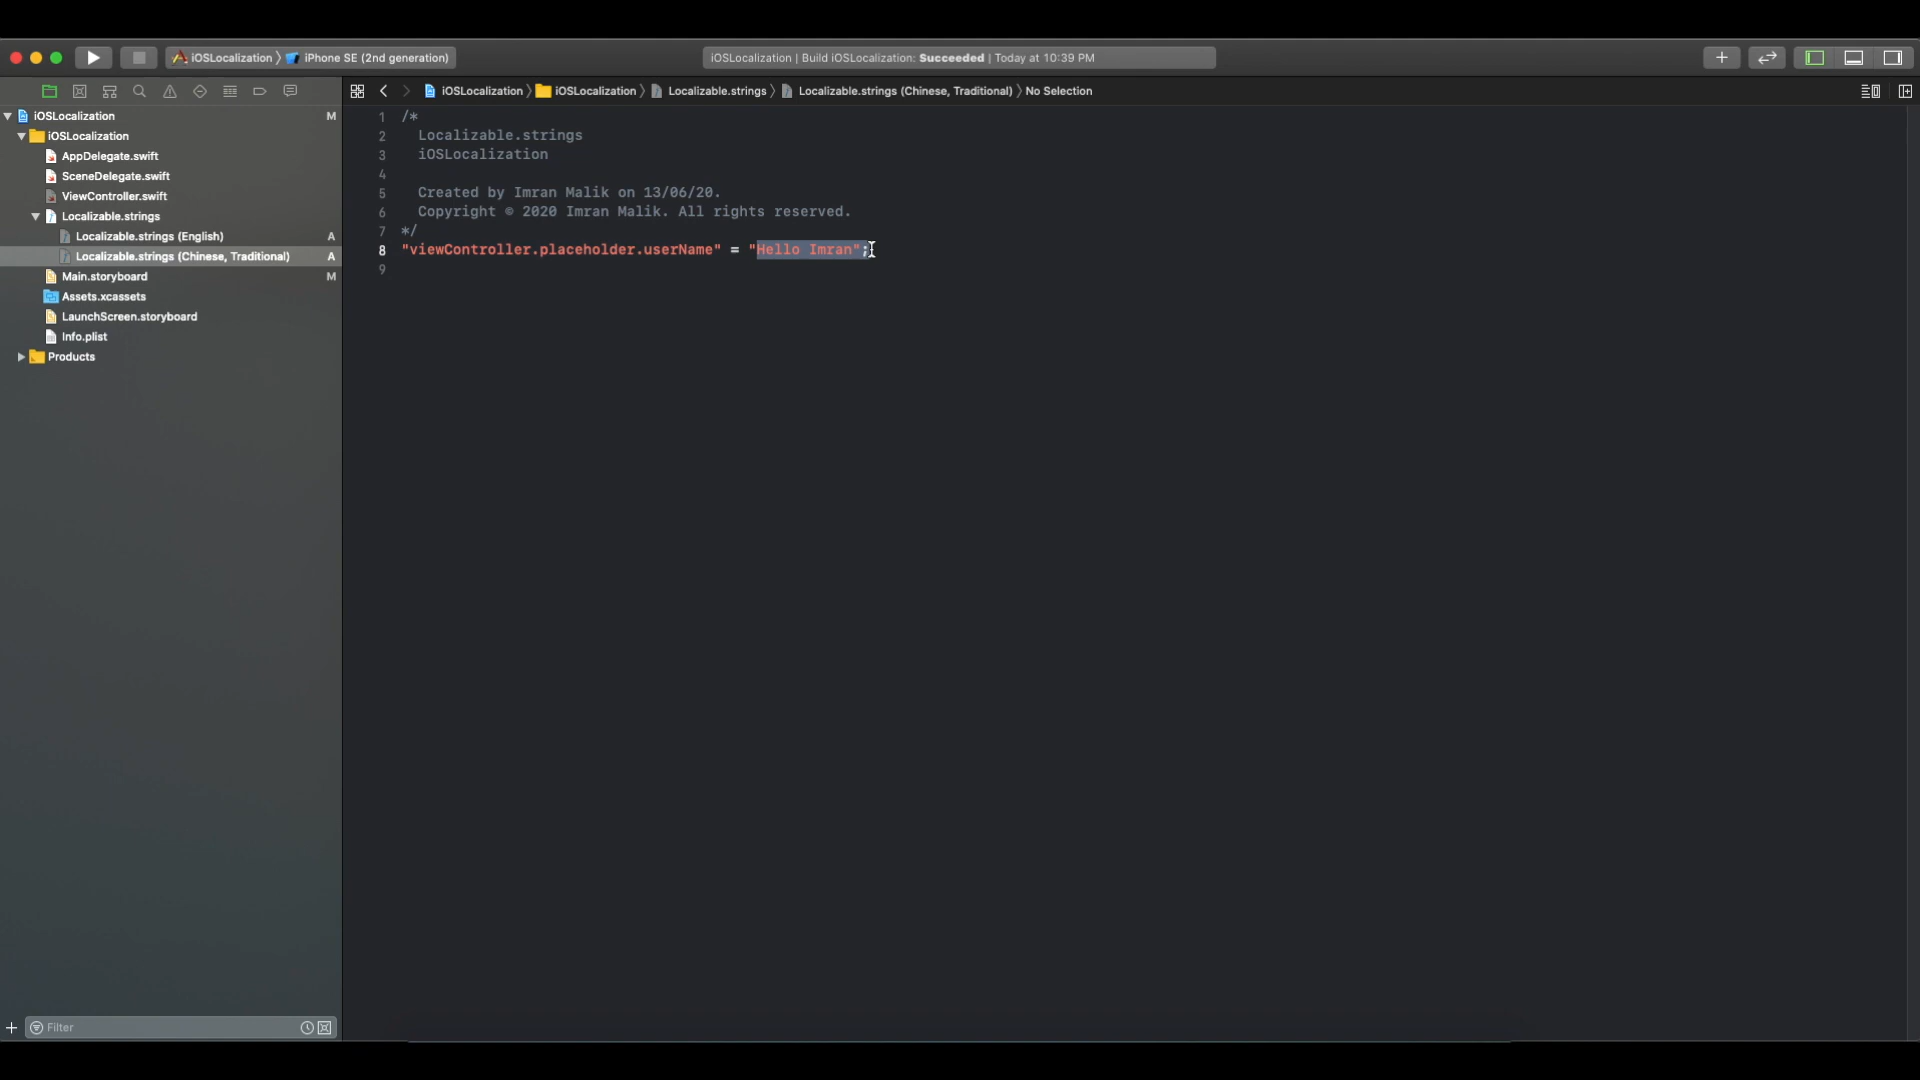 iOSLocalization 〉 iPhone SE (2nd generation)
iOSLocalization | Build iOSLocalization: Succeeded | Today at 10:39 PM
iOSLocalization 〉 iOSLocalization 〉 Localizable.strings 〉 Localizable.strings (Chinese, Traditional) 〉 No Selection
iOSLocalization M
iOSLocalization
AppDelegate.swift
SceneDelegate.swift
ViewController.swift
Localizable.strings
Localizable.strings (English) A
Localizable.strings (Chinese, Traditional) A
Main.storyboard M
Assets.xcassets
LaunchScreen.storyboard
Info.plist
Products
1 /*
2 Localizable.strings
3 iOSLocalization
4
5 Created by Imran Malik on 13/06/20.
6 Copyright © 2020 Imran Malik. All rights reserved.
7 */
8 "viewController.placeholder.userName" = "Hello Imran";
9
Filter